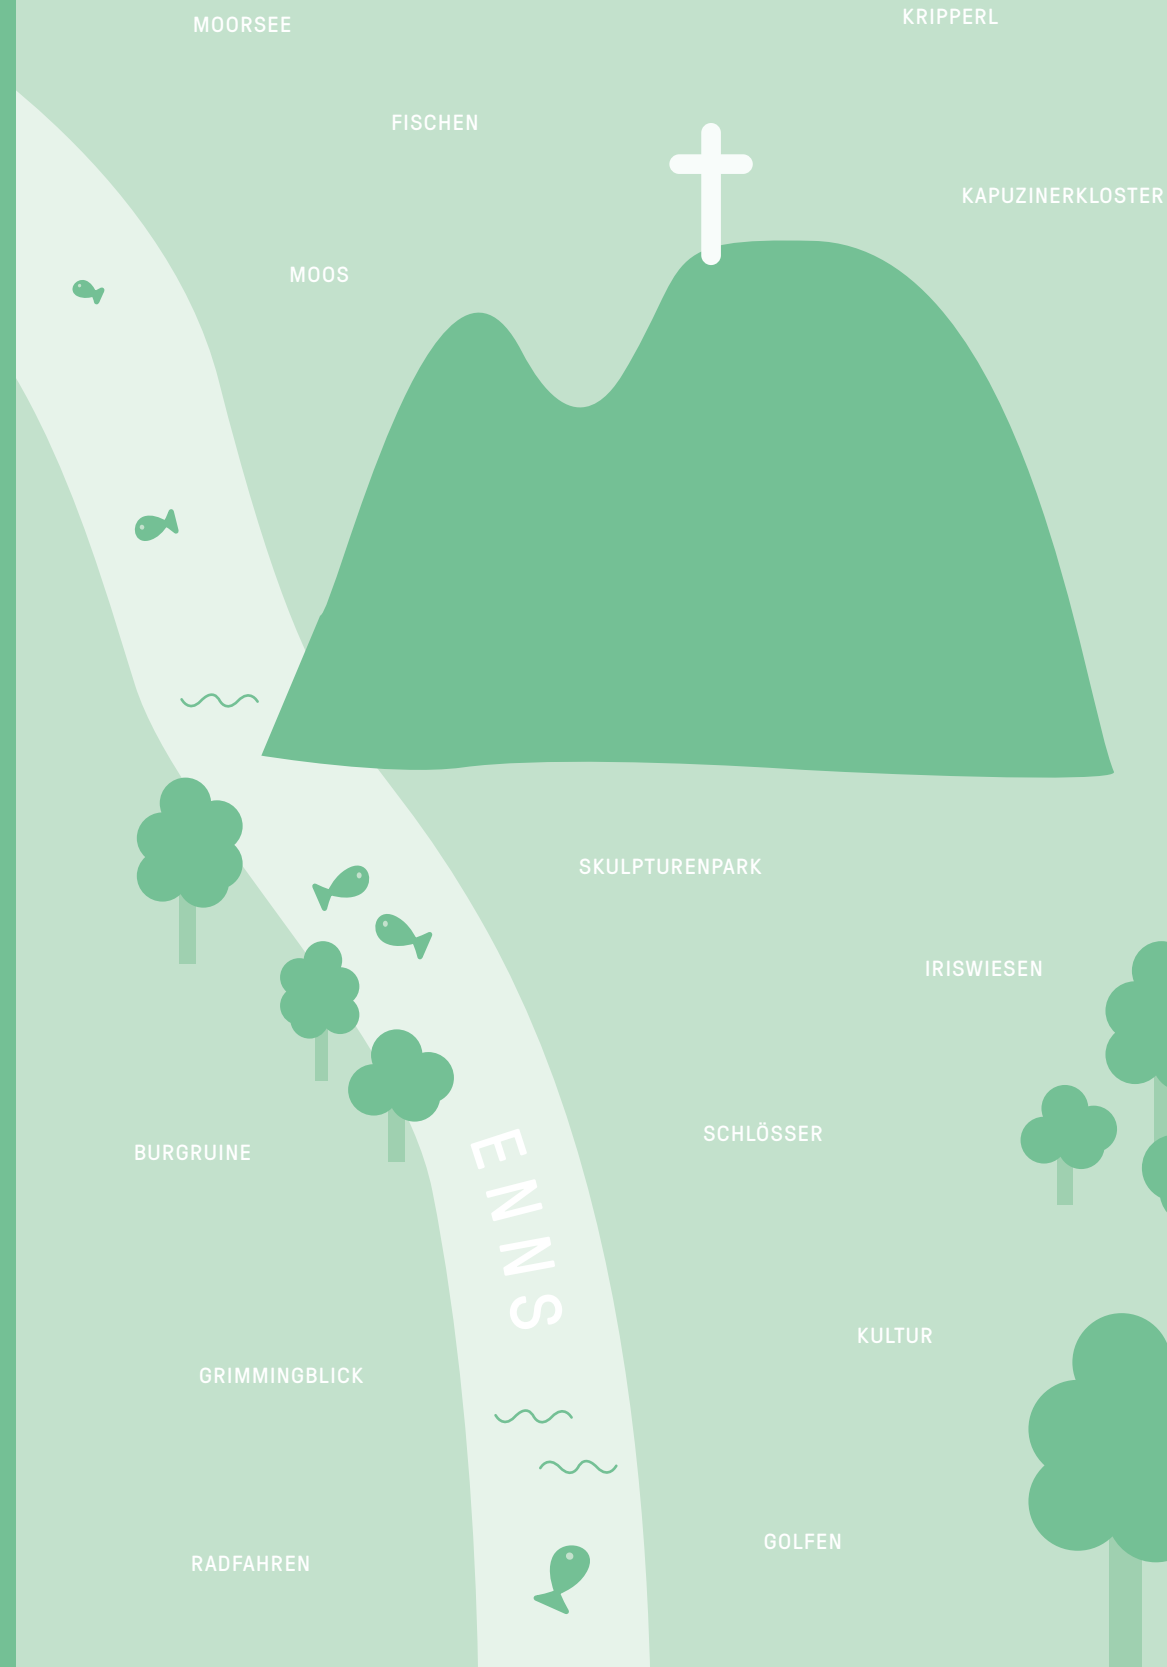 KRIPPERL
MOORSEE
FISCHEN
KAPUZINERKLOSTER
MOOS
SKULPTURENPARK
IRISWIESEN
SCHLÖSSER
BURGRUINE
ENNS
KULTUR
GRIMMINGBLICK
GOLFEN
RADFAHREN